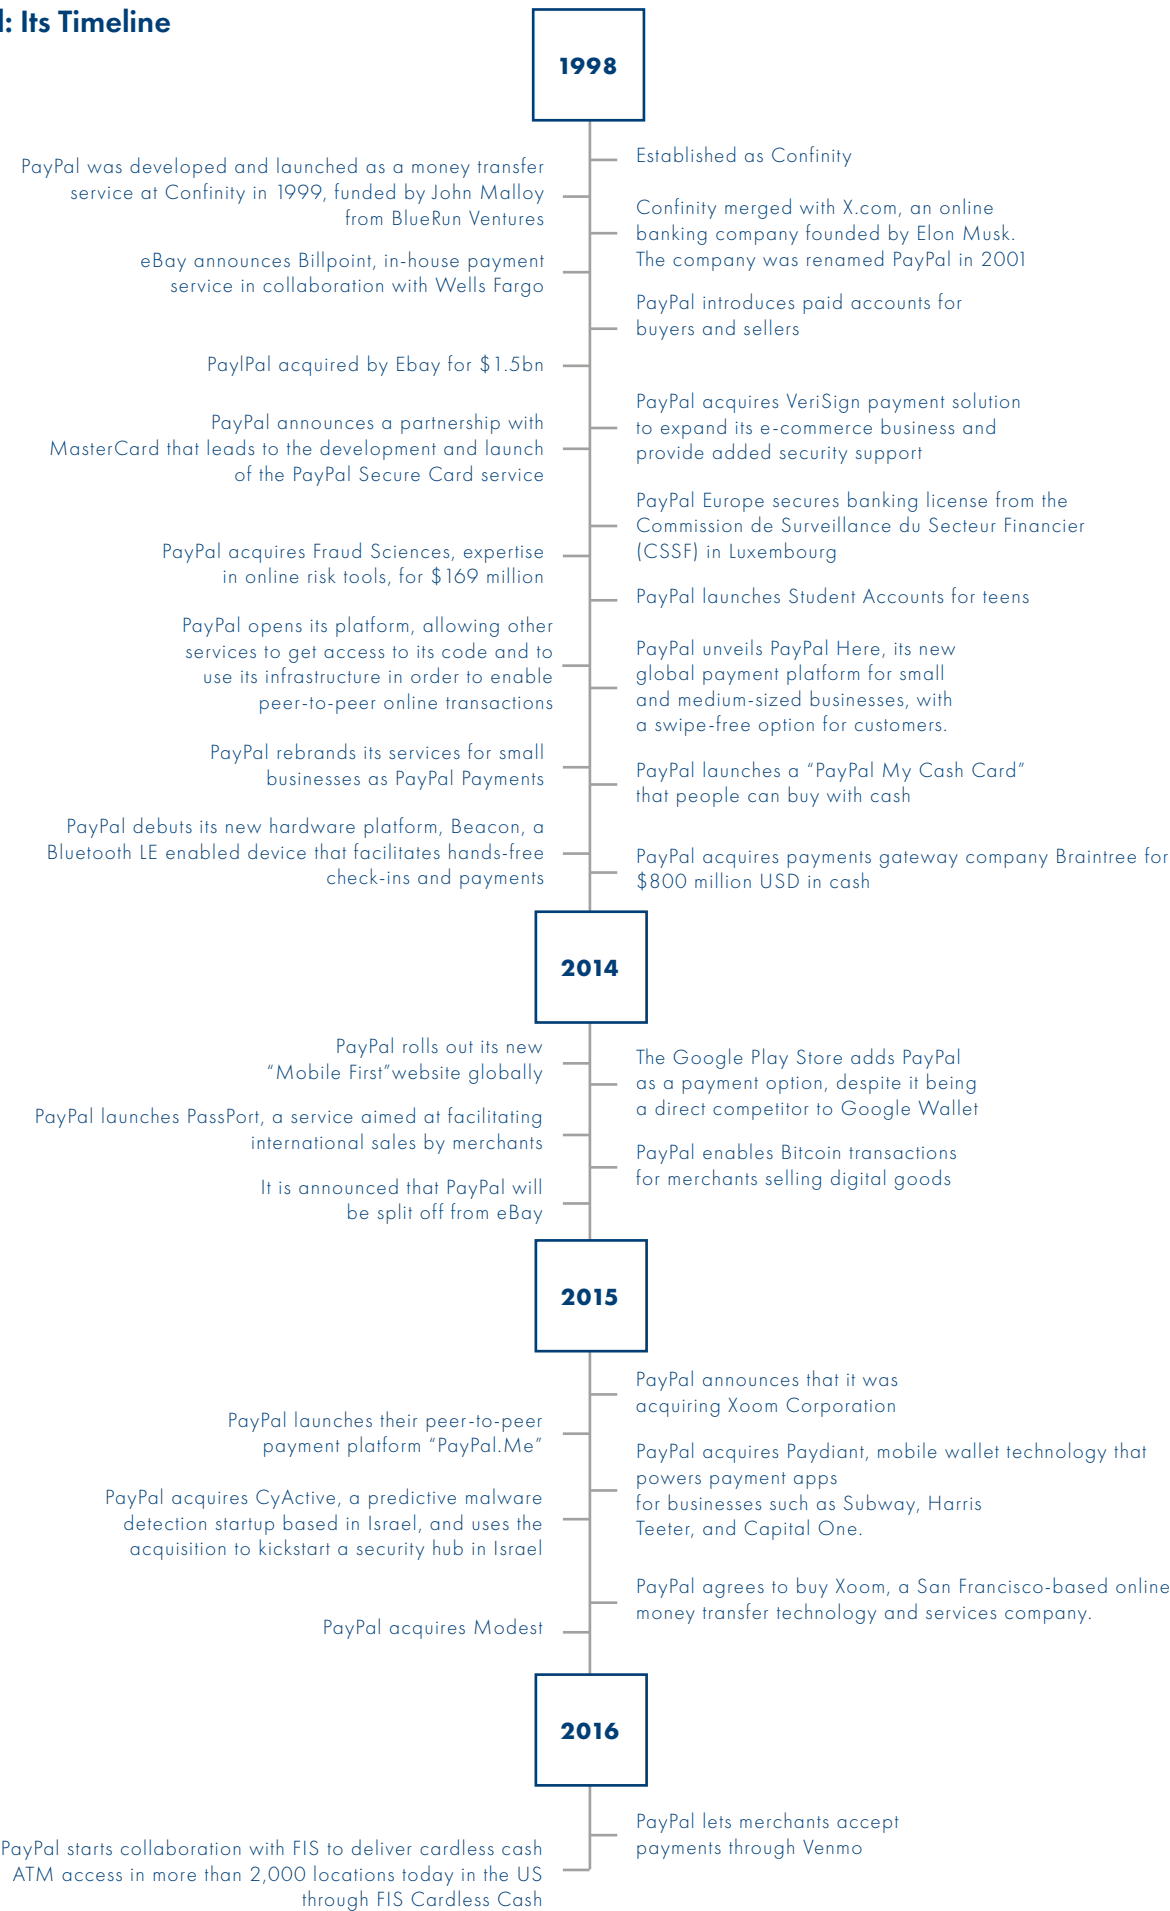 l: Its Timeline
1998
Established as Confinity
PayPal was developed and launched as a money transfer
service at Confinity in 1999, funded by John Malloy
from BlueRun Ventures
Confinity merged with X.com, an online
banking company founded by Elon Musk.
The company was renamed PayPal in 2001
eBay announces Billpoint, in-house payment
service in collaboration with Wells Fargo
PayPal introduces paid accounts for
buyers and sellers
PaylPal acquired by Ebay for $1.5bn
PayPal acquires VeriSign payment solution
to expand its e-commerce business and
provide added security support
PayPal announces a partnership with
MasterCard that leads to the development and launch
of the PayPal Secure Card service
PayPal Europe secures banking license from the
Commission de Surveillance du Secteur Financier
(CSSF) in Luxembourg
PayPal acquires Fraud Sciences, expertise
in online risk tools, for $169 million
PayPal launches Student Accounts for teens
PayPal opens its platform, allowing other
services to get access to its code and to
use its infrastructure in order to enable
peer-to-peer online transactions
PayPal unveils PayPal Here, its new
global payment platform for small
and medium-sized businesses, with
a swipe-free option for customers.
PayPal rebrands its services for small
businesses as PayPal Payments
PayPal launches a “PayPal My Cash Card”
that people can buy with cash
PayPal debuts its new hardware platform, Beacon, a
Bluetooth LE enabled device that facilitates hands-free
check-ins and payments
PayPal acquires payments gateway company Braintree for
$800 million USD in cash
2014
PayPal rolls out its new
“Mobile First”website globally
The Google Play Store adds PayPal
as a payment option, despite it being
a direct competitor to Google Wallet
PayPal launches PassPort, a service aimed at facilitating
international sales by merchants
PayPal enables Bitcoin transactions
for merchants selling digital goods
It is announced that PayPal will
be split off from eBay
2015
PayPal announces that it was
acquiring Xoom Corporation
PayPal launches their peer-to-peer
payment platform “PayPal.Me”
PayPal acquires Paydiant, mobile wallet technology that
powers payment apps
for businesses such as Subway, Harris
Teeter, and Capital One.
PayPal acquires CyActive, a predictive malware
detection startup based in Israel, and uses the
acquisition to kickstart a security hub in Israel
PayPal agrees to buy Xoom, a San Francisco-based online
money transfer technology and services company.
PayPal acquires Modest
2016
PayPal lets merchants accept
payments through Venmo
PayPal starts collaboration with FIS to deliver cardless cash
ATM access in more than 2,000 locations today in the US
through FIS Cardless Cash